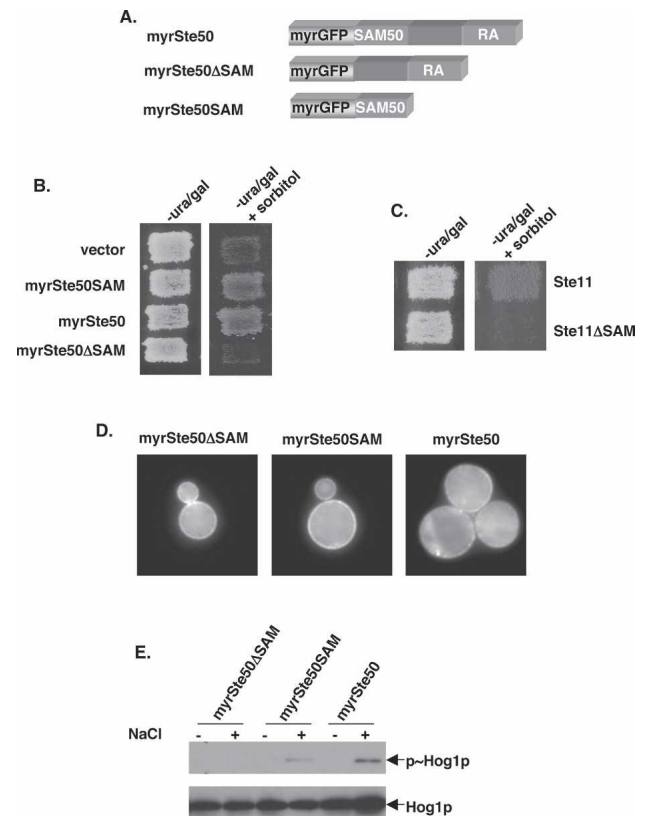 A.
myrSte50
myrGFP SAM50 RA
myrSte50ΔSAM
myrGFP RA
myrSte50SAM
myrGFP SAM50
B.
-ura/gal
-ura/gal
+ sorbitol
vector
myrSte50SAM
myrSte50
myrSte50ΔSAM
C.
-ura/gal
-ura/gal
+ sorbitol
Ste11
Ste11ΔSAM
D.
myrSte50ΔSAM myrSte50SAM myrSte50
E.
myrSte50ΔSAM
myrSte50SAM
myrSte50
NaCl - + - + - +
p~Hog1p
Hog1p